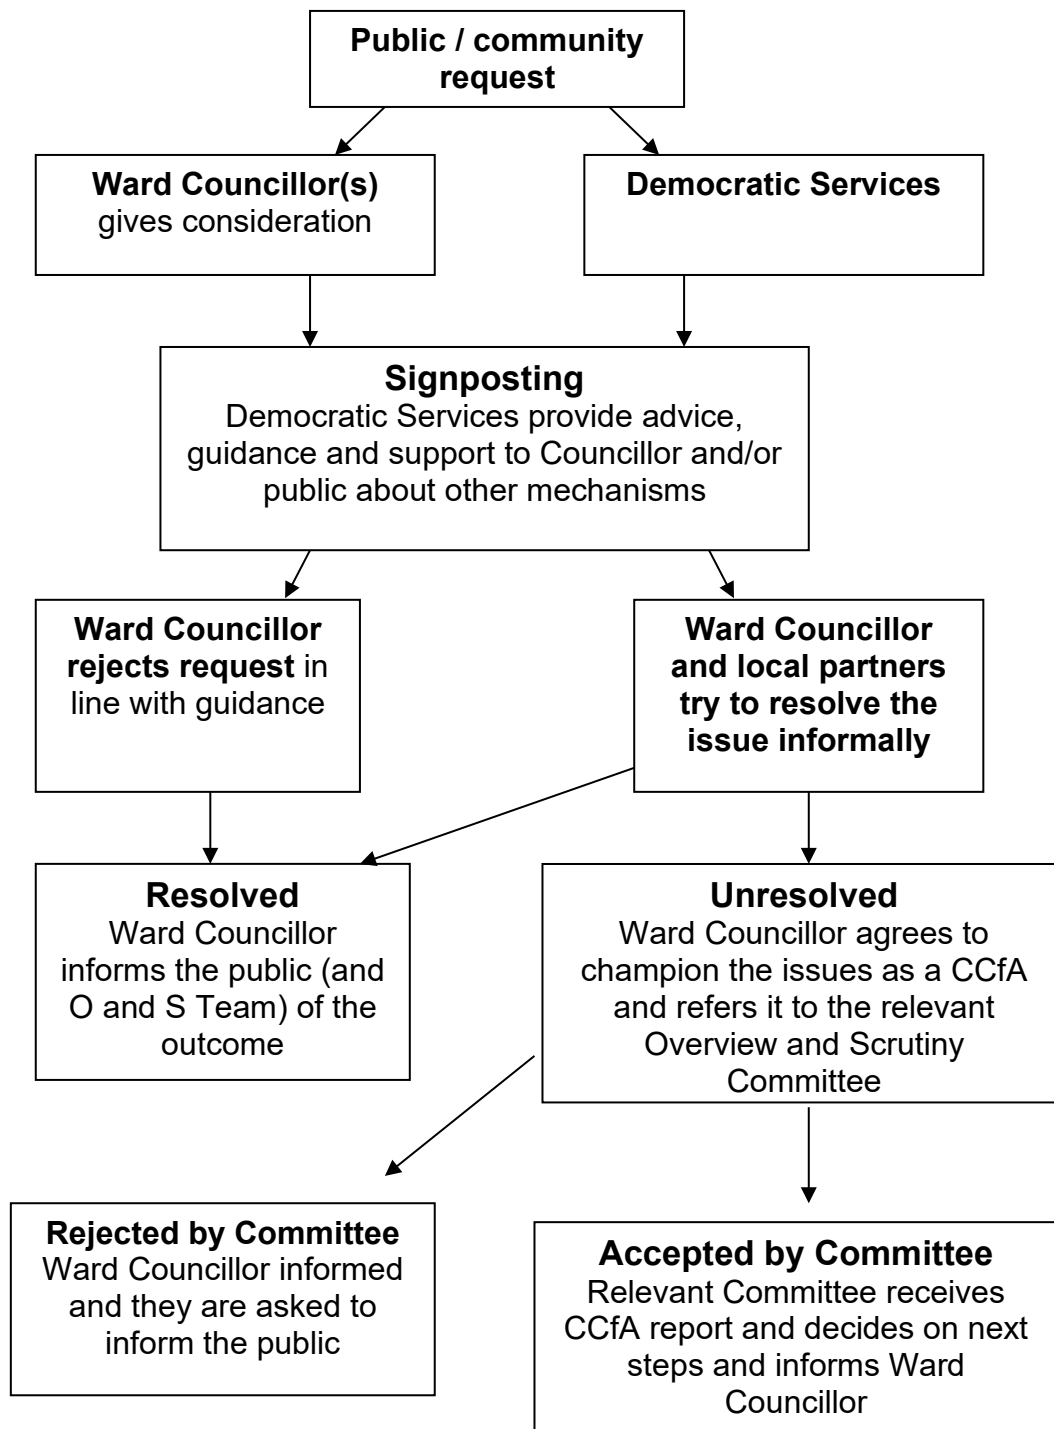 Public / community
request
Ward Councillor(s)
gives consideration
Democratic Services
Signposting
Democratic Services provide advice,
guidance and support to Councillor and/or
public about other mechanisms
Ward Councillor
rejects request in
line with guidance
Ward Councillor
and local partners
try to resolve the
issue informally
Resolved
Ward Councillor
informs the public (and
O and S Team) of the
outcome
Unresolved
Ward Councillor agrees to
champion the issues as a CCfA
and refers it to the relevant
Overview and Scrutiny
Committee
Rejected by Committee
Ward Councillor informed
and they are asked to
inform the public
Accepted by Committee
Relevant Committee receives
CCfA report and decides on next
steps and informs Ward
Councillor